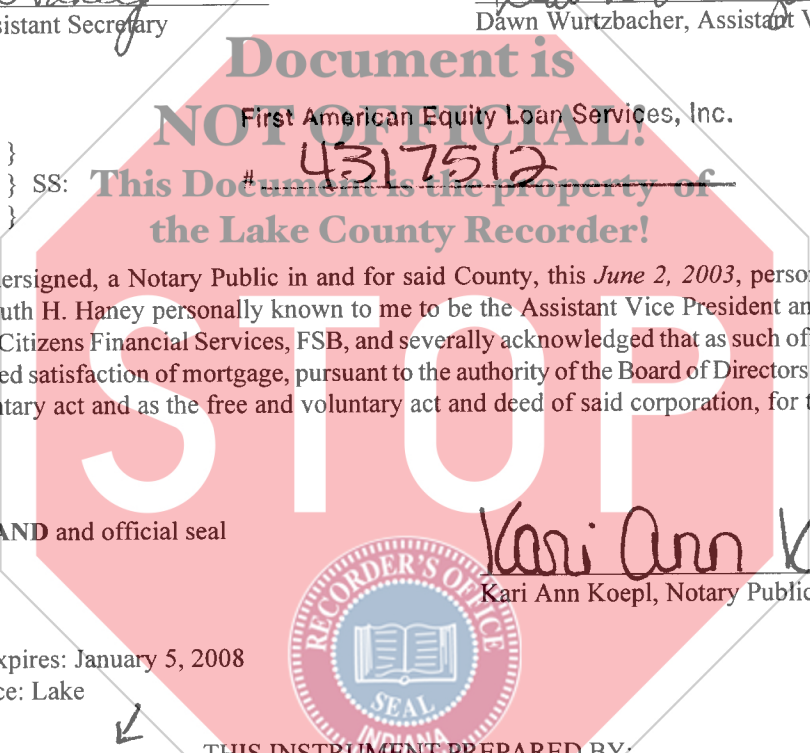 sistant Secretary
Dawn Wurtzbacher, Assistant V
Document is
NOT OFFICIAL!
First American Equity Loan Services, Inc.
# 4317512
}
} SS:
}
This Document is the property of
the Lake County Recorder!
ersigned, a Notary Public in and for said County, this June 2, 2003, perso
uth H. Haney personally known to me to be the Assistant Vice President an
Citizens Financial Services, FSB, and severally acknowledged that as such of
ed satisfaction of mortgage, pursuant to the authority of the Board of Directors
ntary act and as the free and voluntary act and deed of said corporation, for t
STOP
AND and official seal
Kari Ann K
Kari Ann Koepl, Notary Public
RECORDER'S OFFICE
SEAL
INDIANA
xpires: January 5, 2008
ce: Lake
THIS INSTRUMENT PREPARED BY: